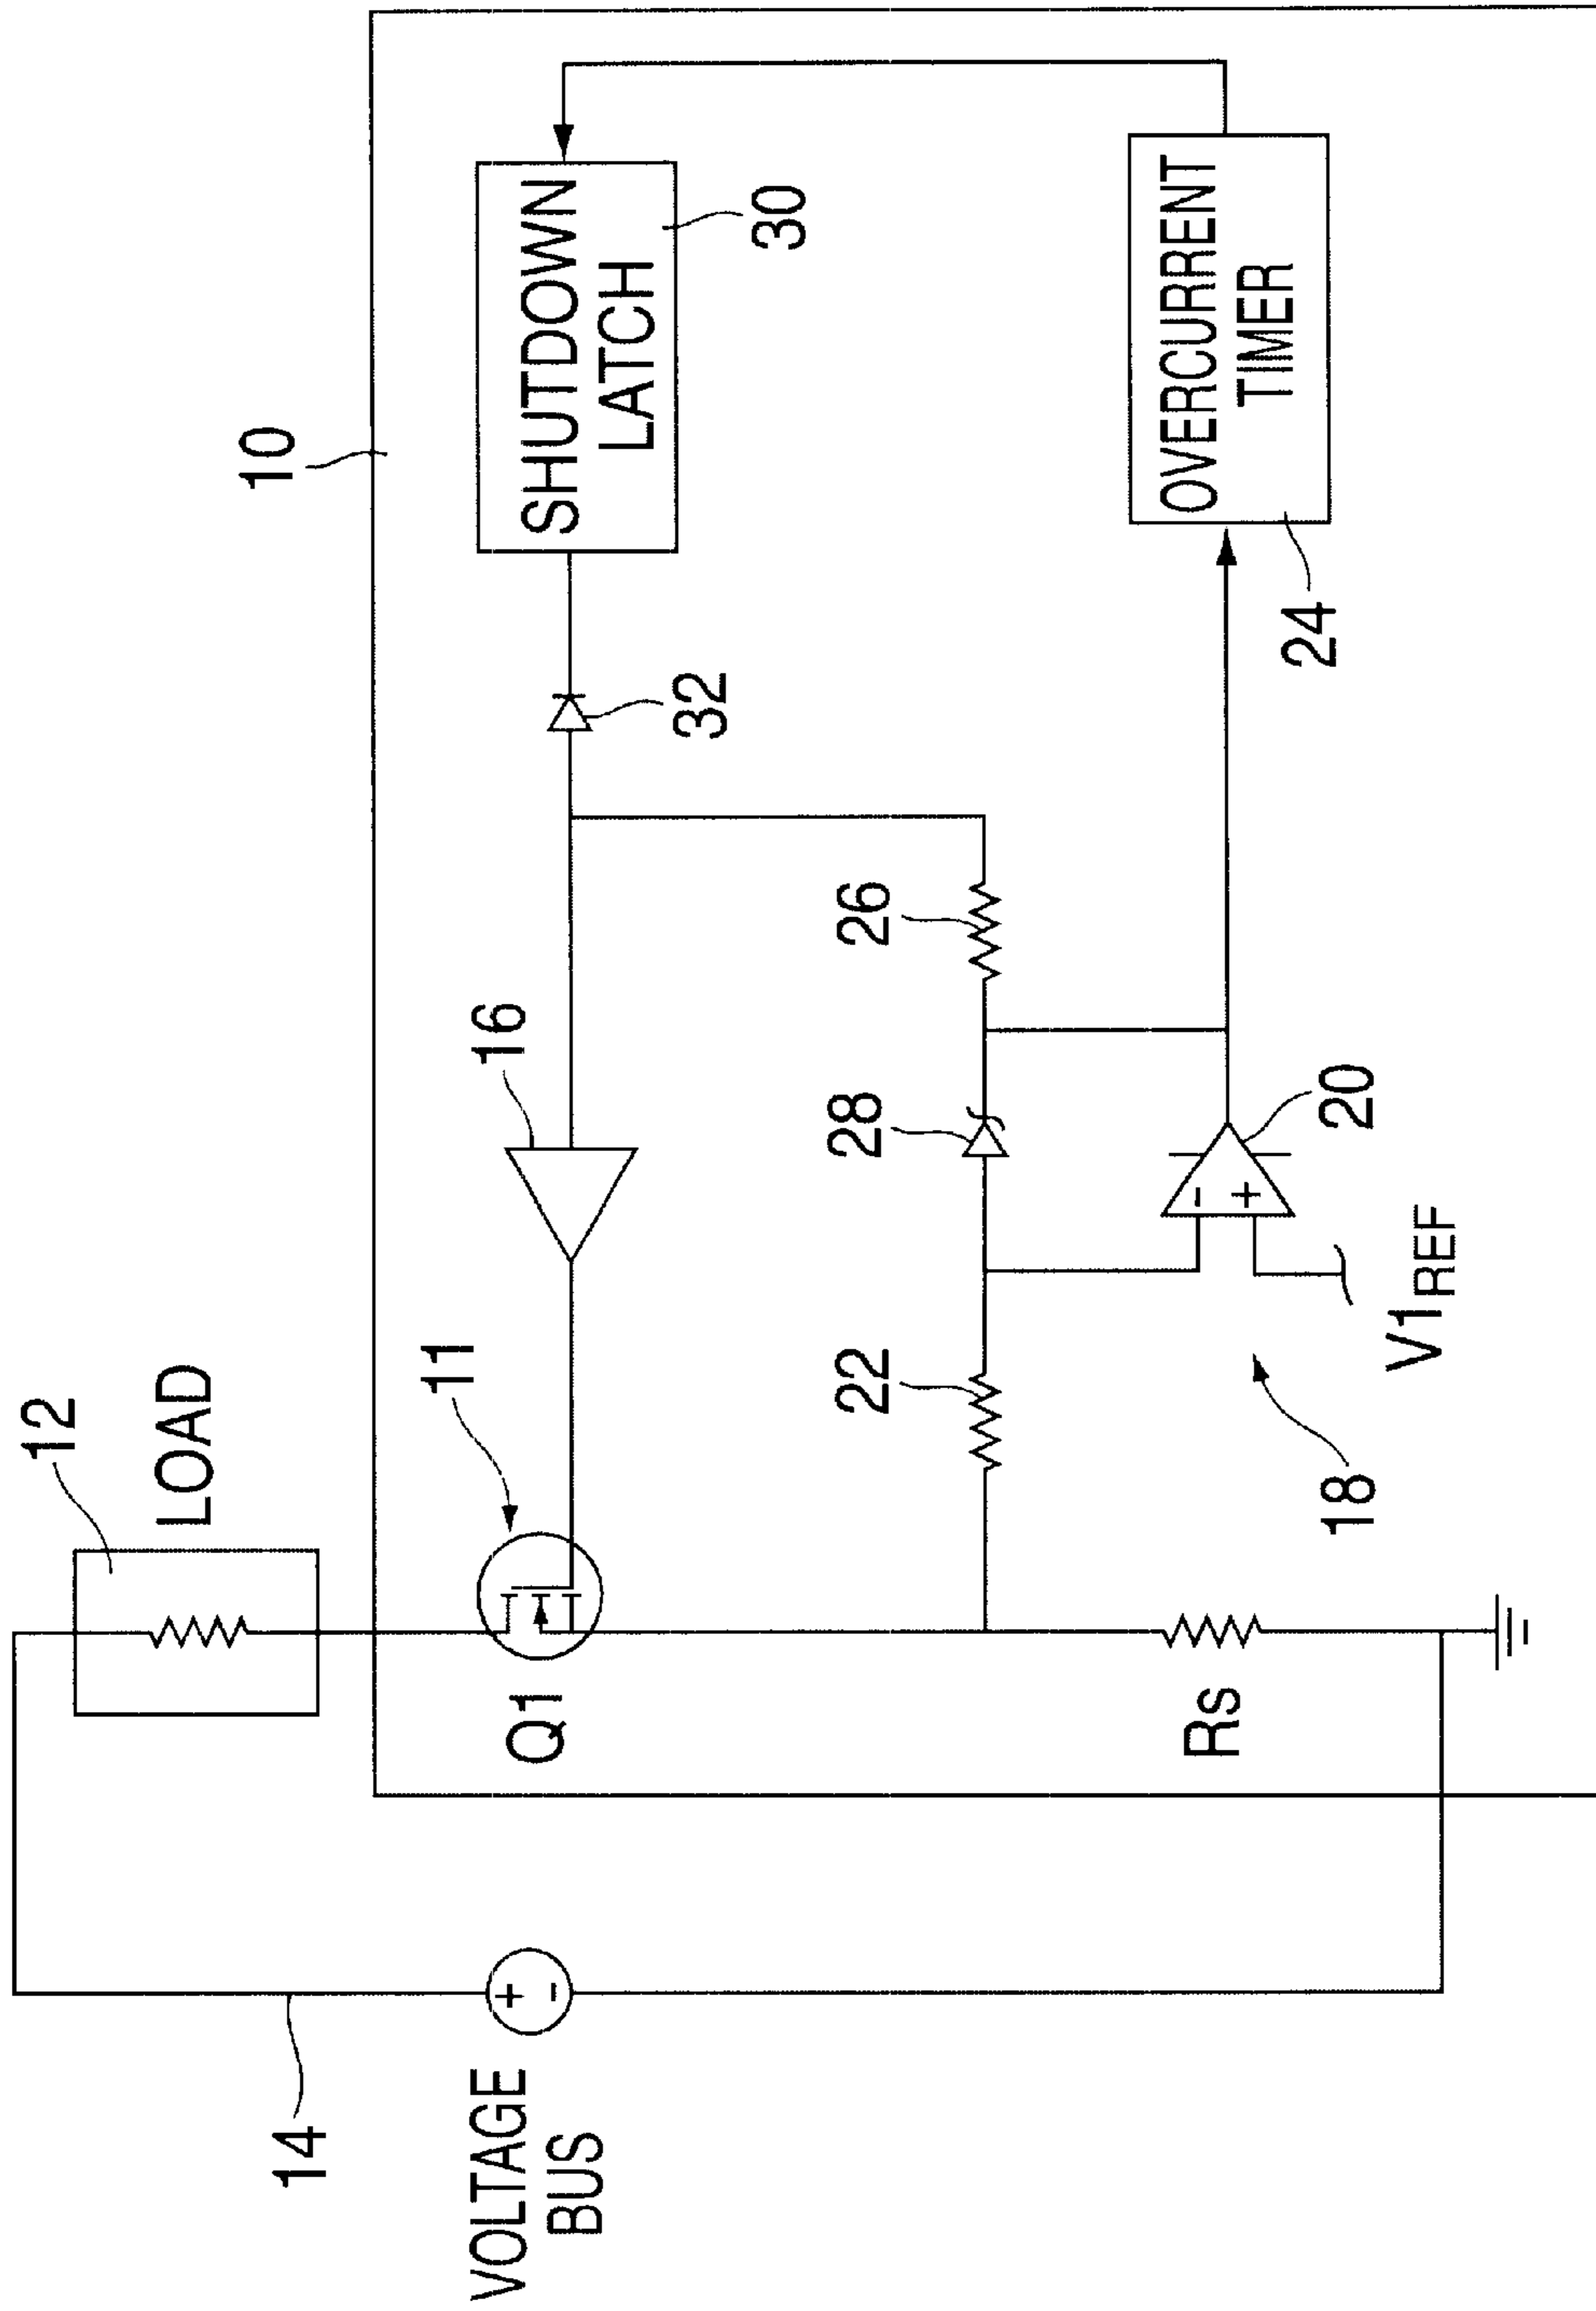 10
SHUTDOWN
LATCH
30
32
OVERCURRENT
TIMER
24
12
LOAD
11
16
Q1
26
28
22
-
+
20
V1REF
18
Rs
14
+
-
VOLTAGE
BUS